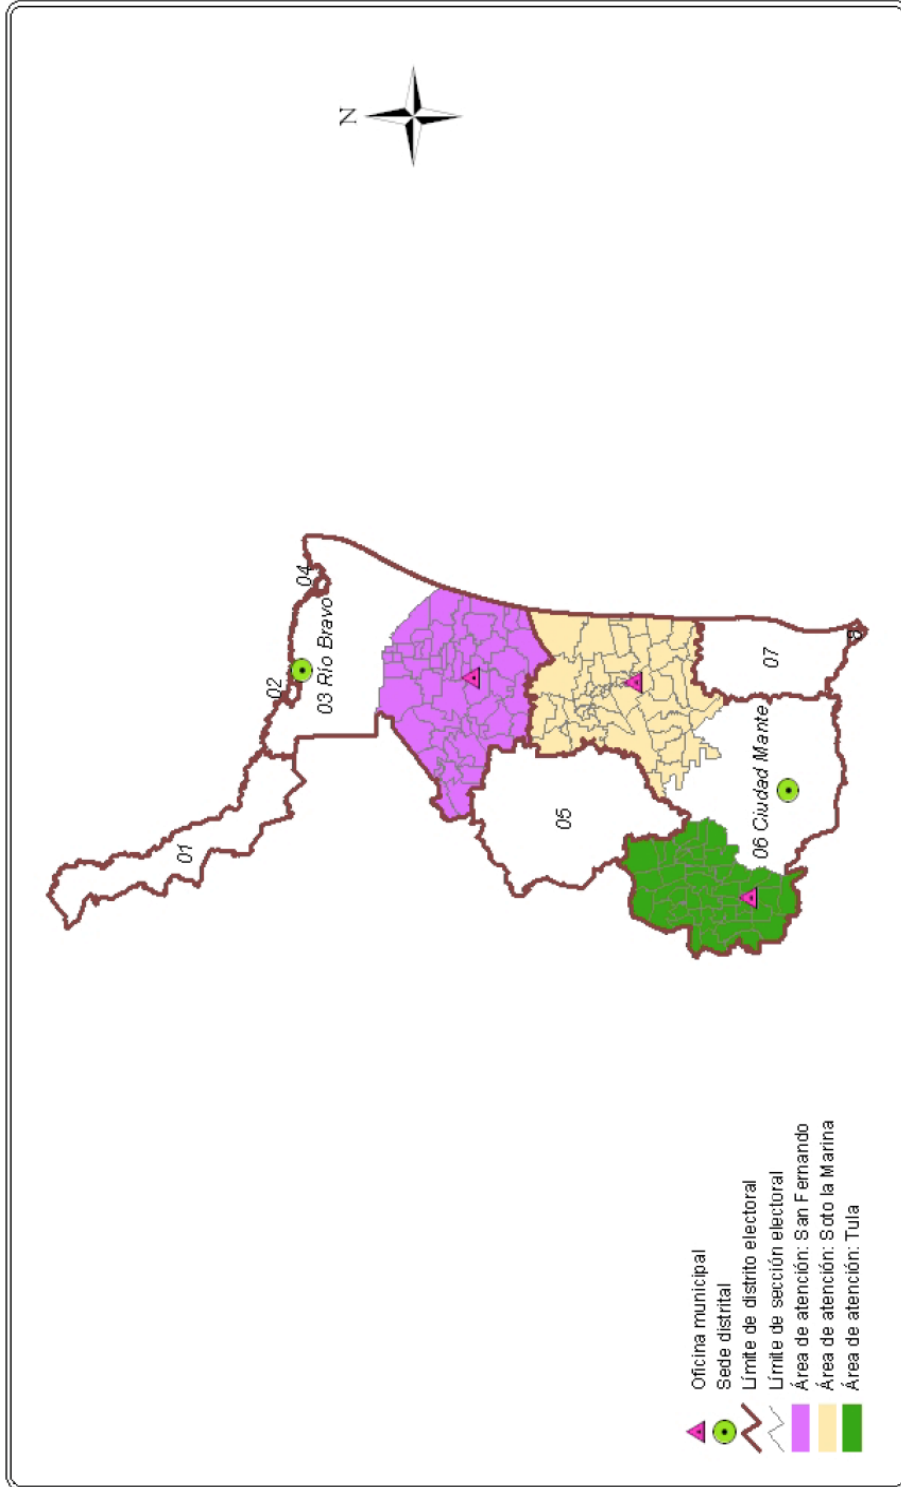 N
01
02
04
03 Río Bravo
05
07
06 Ciudad Mante
8
Oficina municipal
Sede distrital
Límite de distrito electoral
Límite de sección electoral
Área de atención: San Fernando
Área de atención: Soto la Marina
Área de atención: Tula